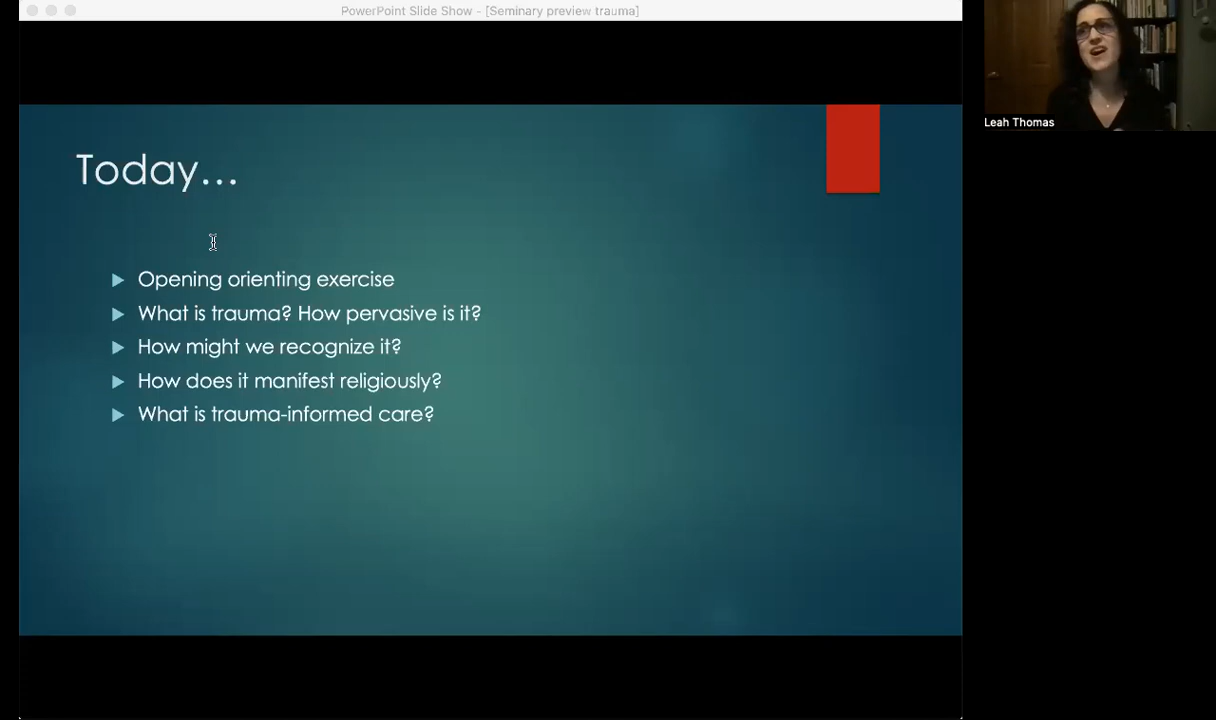 PowerPoint Slide Show - [Seminary preview trauma]
Leah Thomas
Today...
Opening orienting exercise
What is trauma? How pervasive is it?
How might we recognize it?
How does it manifest religiously?
What is trauma-informed care?